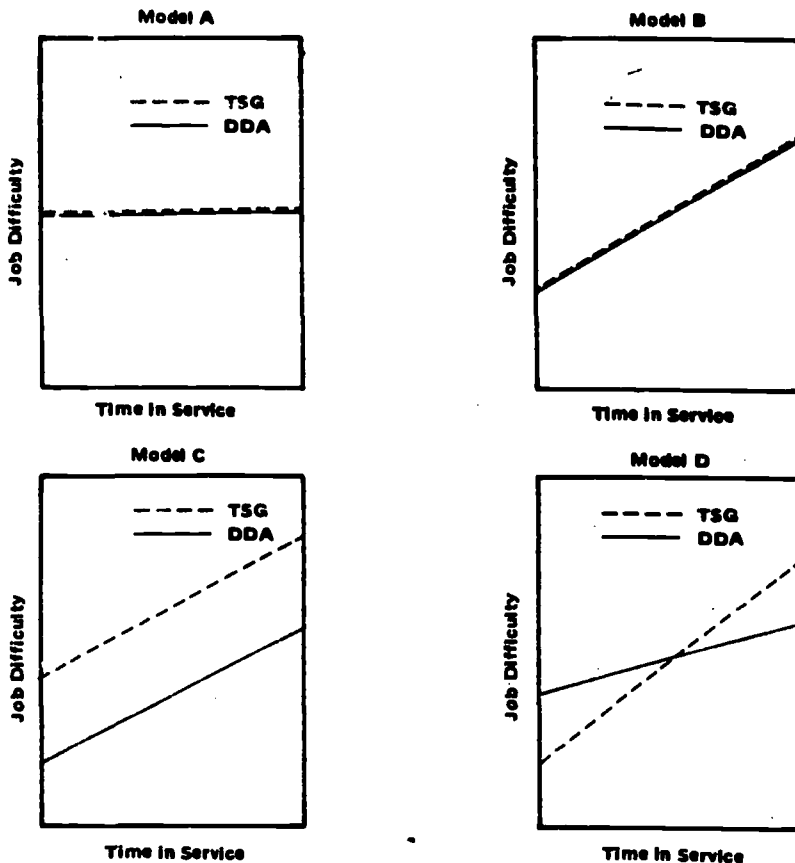 Model A
TSG
DDA
Job Difficulty
Time in Service
Model B
TSG
DDA
Job Difficulty
Time in Service
Model C
TSG
DDA
Job Difficulty
Time in Service
Model D
TSG
DDA
Job Difficulty
Time in Service